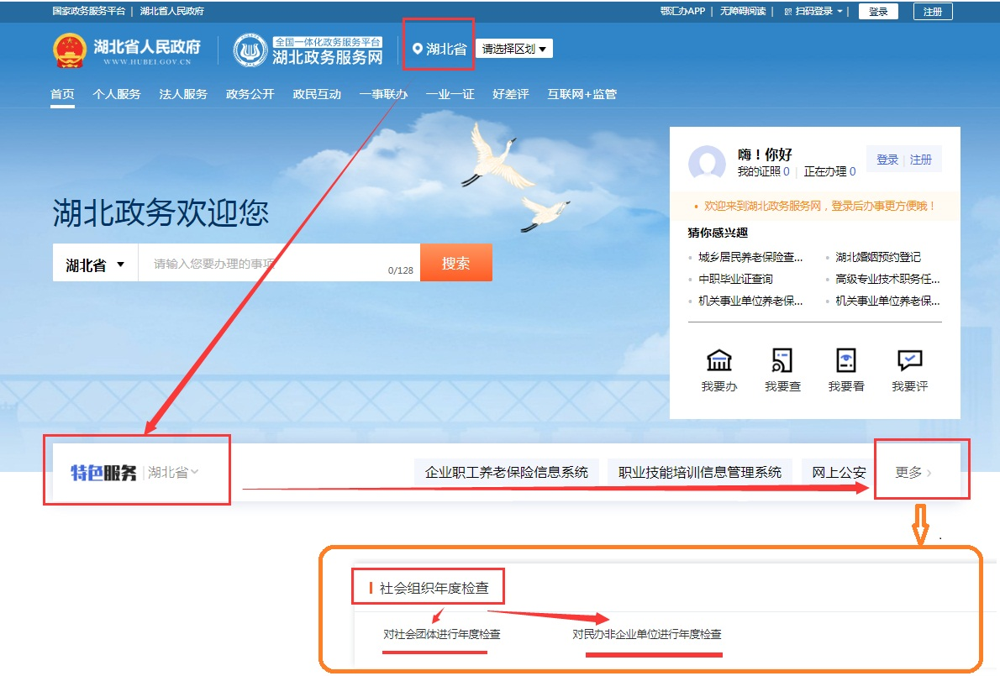 国家政务服务平台 | 湖北省人民政府 鄂汇办APP | 无障碍阅读 | 扫码登录 | 登录 注册
湖北省人民政府
WWW.HUBEI.GOV.CN
全国一体化政务服务平台
湖北政务服务网
湖北省 请选择区划
首页 个人服务 法人服务 政务公开 政民互动 一事联办 一业一证 好差评 互联网+监管
湖北政务欢迎您
湖北省 请输入您要办理的事项 0/128 搜索
嗨！你好
我的证照 0 | 正在办理 0
登录 | 注册
欢迎来到湖北政务服务网，登录后办事更方便哦！
猜你感兴趣
城乡居民养老保险查... 湖北婚姻预约登记
中职毕业证查询 高级专业技术职务任...
机关事业单位养老保... 机关事业单位养老保...
我要办 我要查 我要看 我要评
特色服务 | 湖北省 企业职工养老保险信息系统 职业技能培训信息管理系统 网上公安 更多
社会组织年度检查
对社会团体进行年度检查 对民办非企业单位进行年度检查